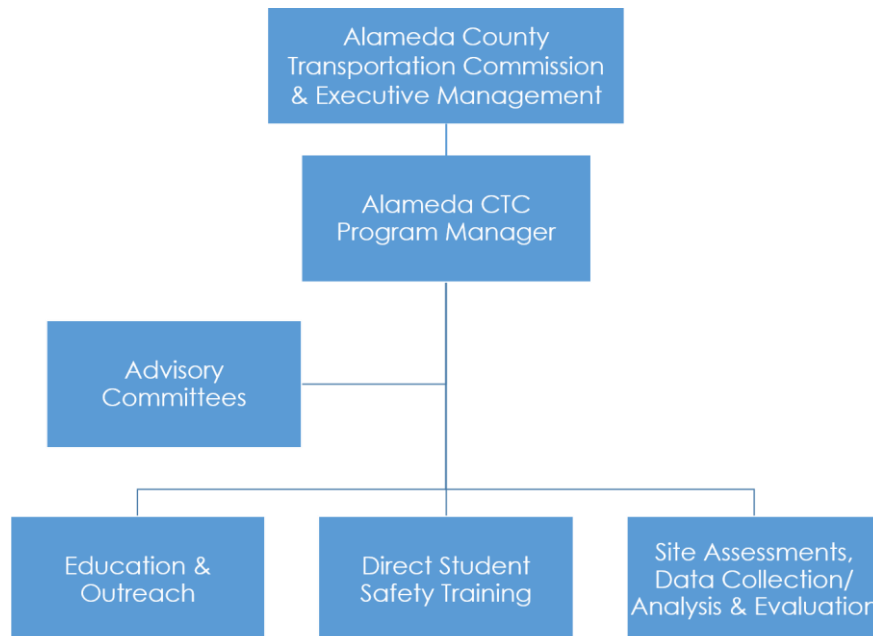 Alameda County
Transportation Commission
& Executive Management
Alameda CTC
Program Manager
Advisory
Committees
Education &
Outreach
Direct Student
Safety Training
Site Assessments,
Data Collection/
Analysis & Evaluation